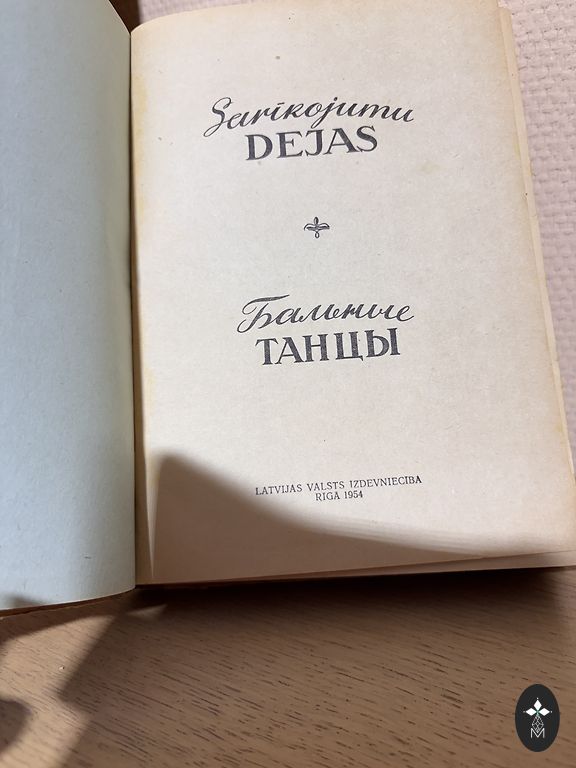 Sarīkojumu
DEJAS
Бальные
ТАНЦЫ
LATVIJAS VALSTS IZDEVNIECĪBA
RĪGA 1954
M